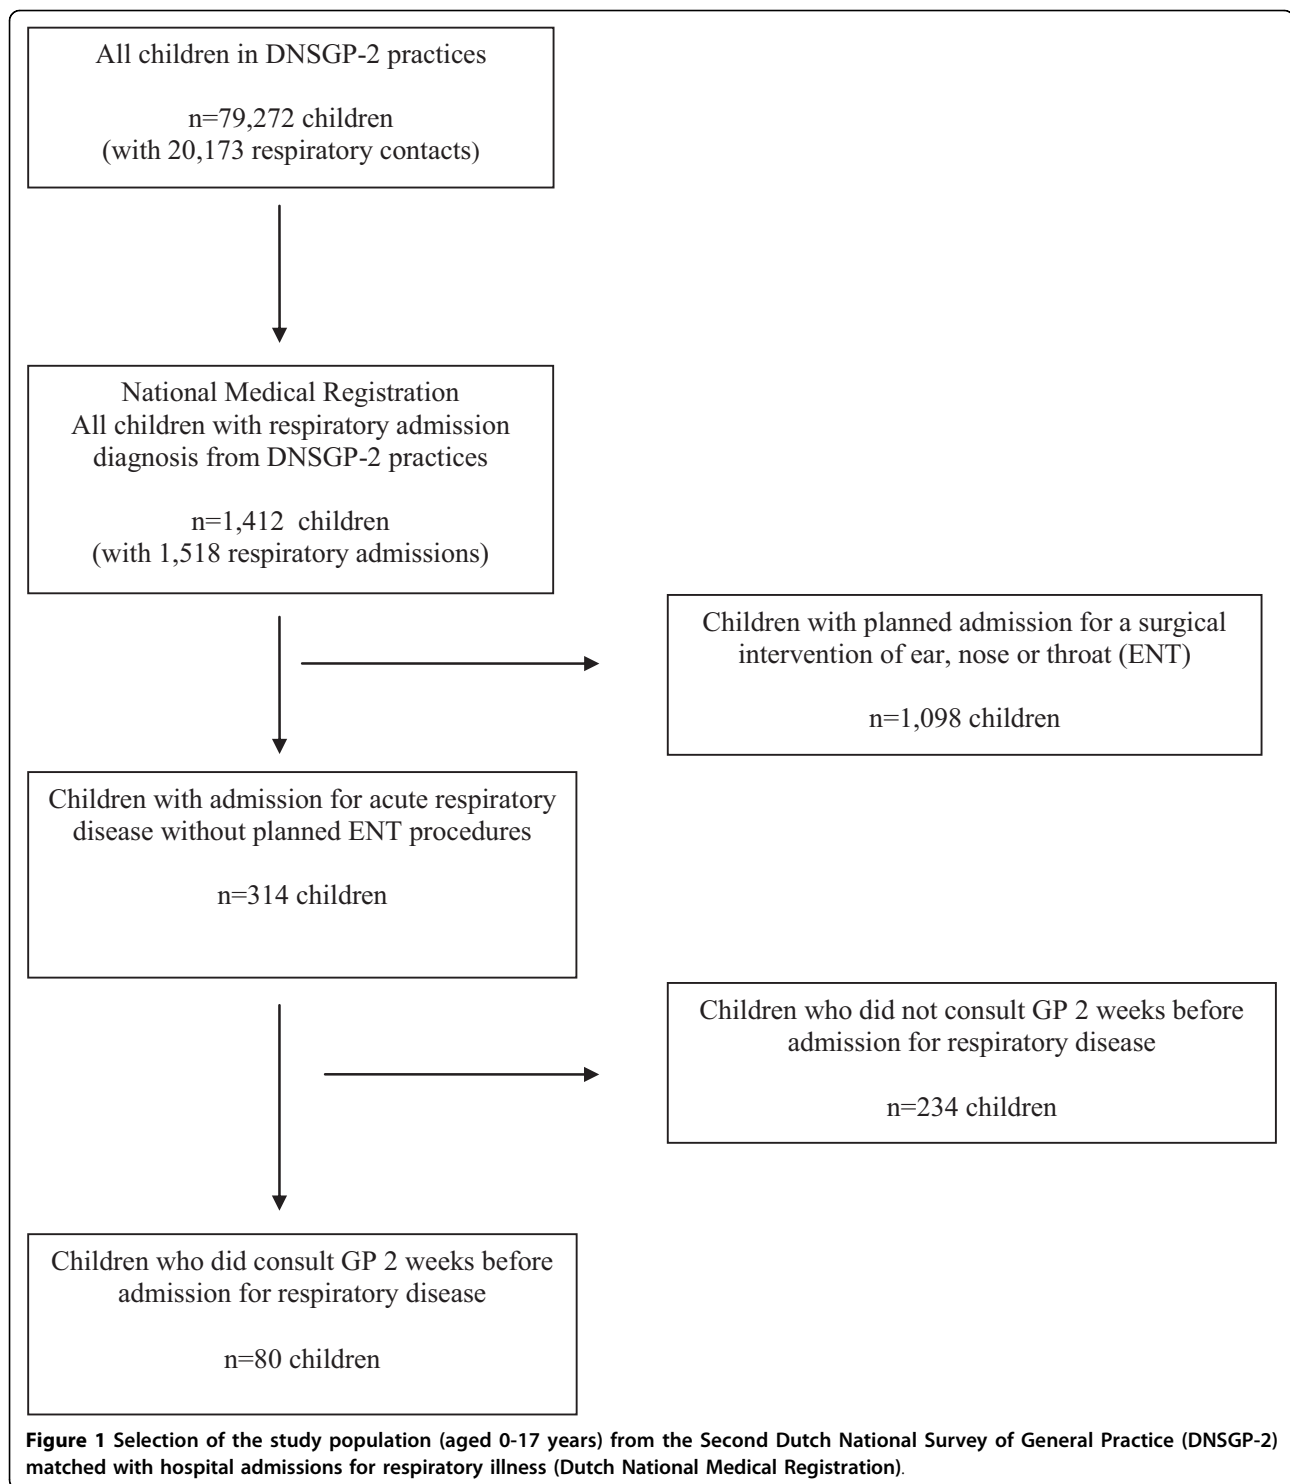 All children in DNSGP-2 practices
n=79,272 children
(with 20,173 respiratory contacts)
National Medical Registration
All children with respiratory admission
diagnosis from DNSGP-2 practices
n=1,412 children
(with 1,518 respiratory admissions)
Children with planned admission for a surgical
intervention of ear, nose or throat (ENT)
n=1,098 children
Children with admission for acute respiratory
disease without planned ENT procedures
n=314 children
Children who did not consult GP 2 weeks before
admission for respiratory disease
n=234 children
Children who did consult GP 2 weeks before
admission for respiratory disease
n=80 children
Figure 1 Selection of the study population (aged 0-17 years) from the Second Dutch National Survey of General Practice (DNSGP-2)
matched with hospital admissions for respiratory illness (Dutch National Medical Registration).